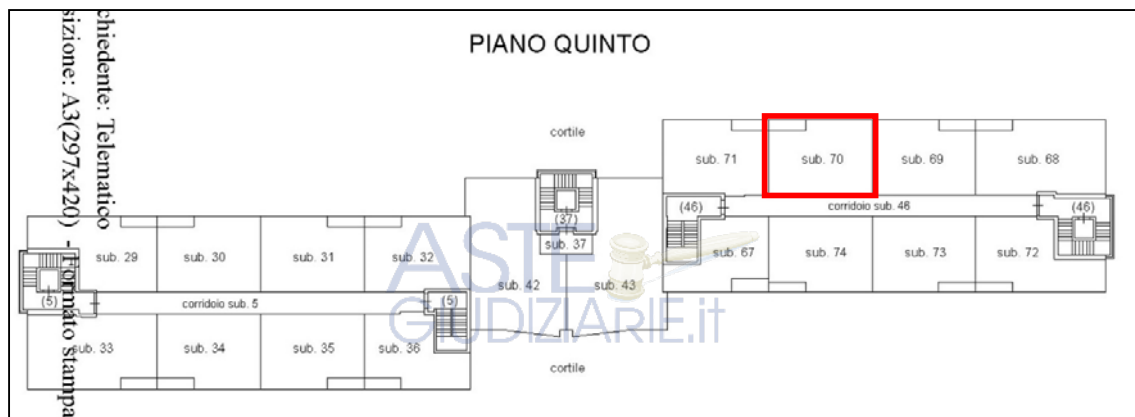 chiedente: Telematico
sizione: A3(297x420) - Formato stampa
PIANO QUINTO
cortile
sub. 71
sub. 70
sub. 69
sub. 68
(46)
corridoio sub. 46
(46)
sub. 67
sub. 74
sub. 73
sub. 72
(37)
sub. 37
sub. 42
sub. 43
sub. 29
sub. 30
sub. 31
sub. 32
(5)
corridoio sub. 5
(5)
sub. 33
sub. 34
sub. 35
sub. 36
cortile
ASTE
GIUDIZIARIE.it